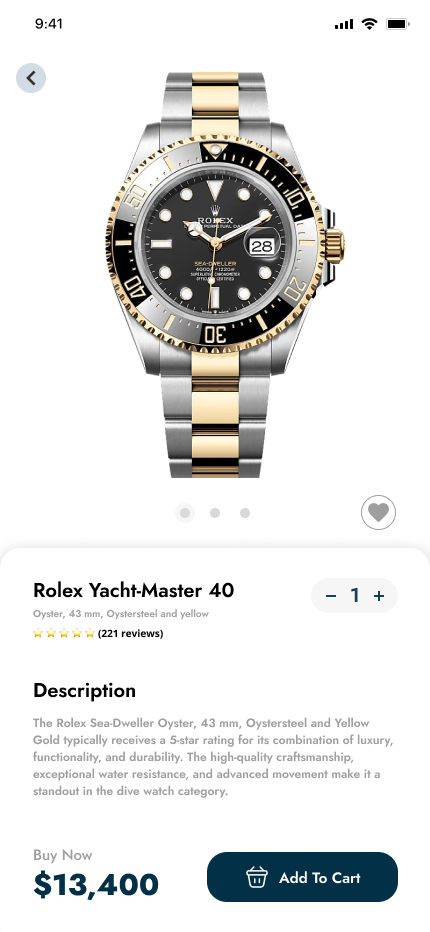 9:41
ROLEX
PERPETUAL DATE
28
SEA-DWELLER
4000ft = 1220m
SUPERLATIVE CHRONOMETER
OFFICIALLY CERTIFIED
50
40
30
20
10
Rolex Yacht-Master 40
− 1 +
Oyster, 43 mm, Oystersteel and yellow
(221 reviews)
Description
The Rolex Sea-Dweller Oyster, 43 mm, Oystersteel and Yellow
Gold typically receives a 5-star rating for its combination of luxury,
functionality, and durability. The high-quality craftsmanship,
exceptional water resistance, and advanced movement make it a
standout in the dive watch category.
Buy Now
$13,400
Add To Cart